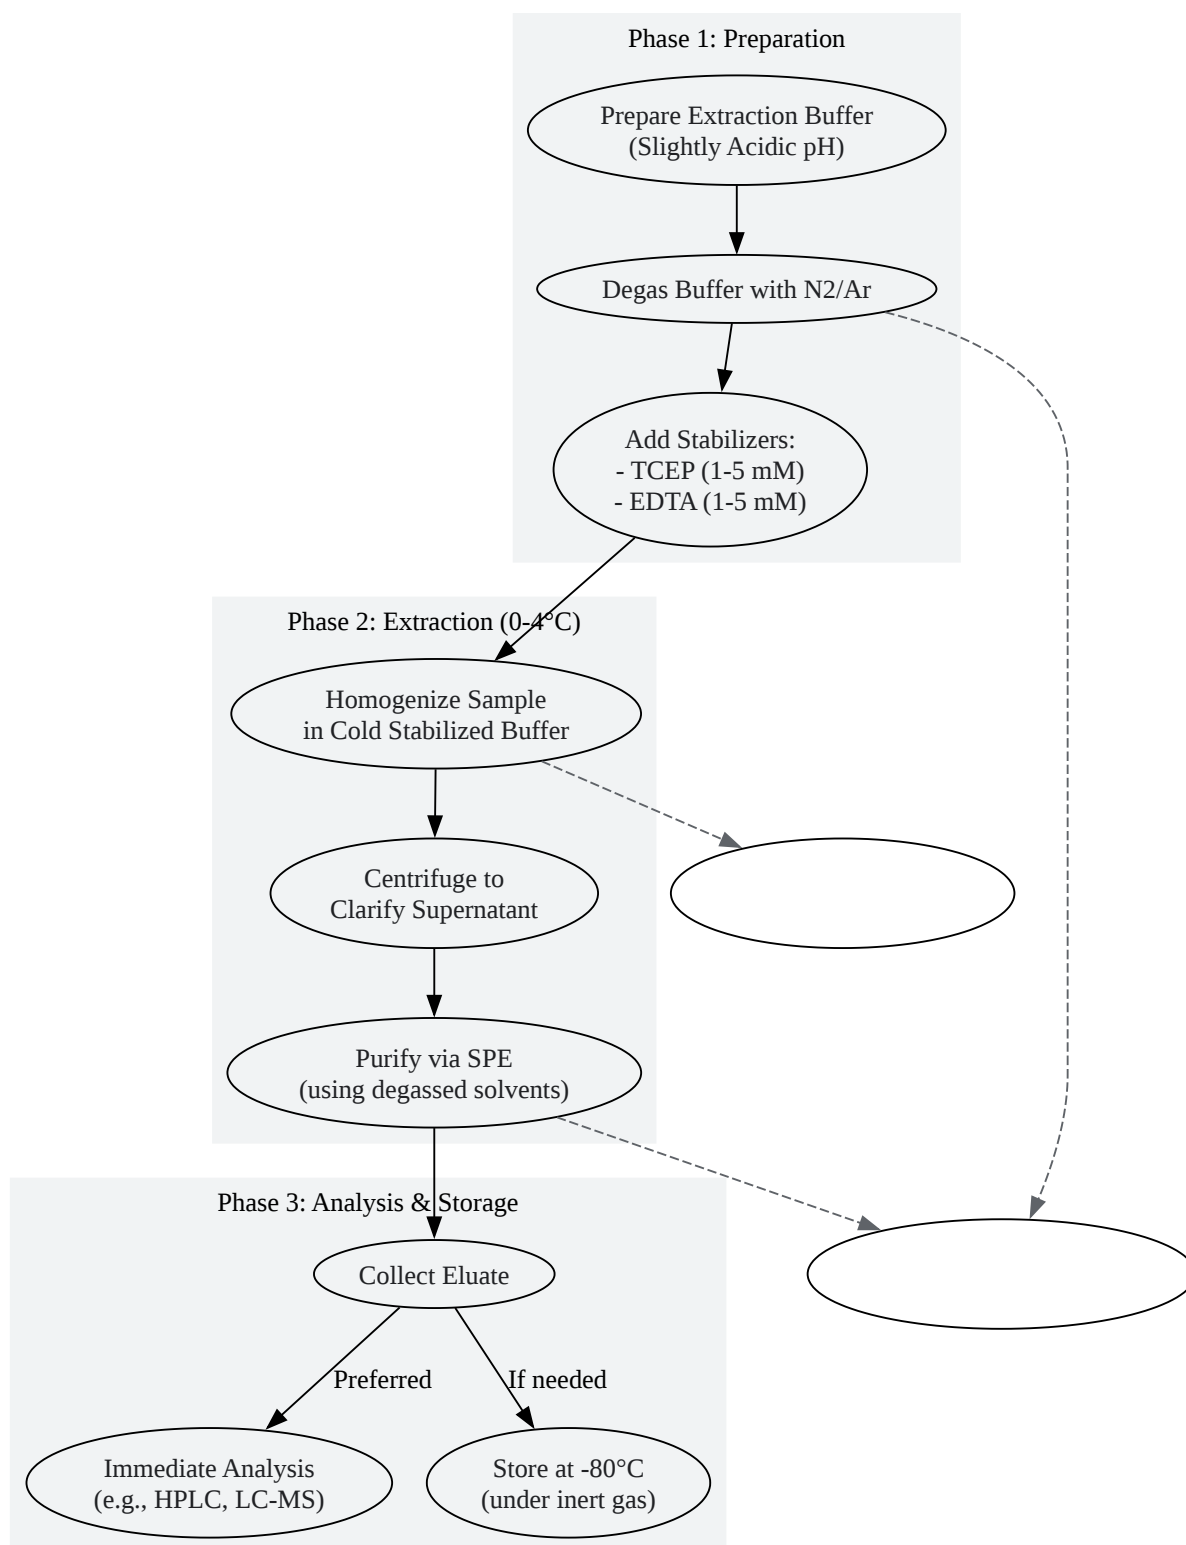 Phase 1: Preparation
Prepare Extraction Buffer
(Slightly Acidic pH)
Degas Buffer with N2/Ar
Add Stabilizers:
- TCEP (1-5 mM)
- EDTA (1-5 mM)
Phase 2: Extraction (0-4°C)
Homogenize Sample
in Cold Stabilized Buffer
Centrifuge to
Clarify Supernatant
Purify via SPE
(using degassed solvents)
Phase 3: Analysis & Storage
Collect Eluate
Preferred
If needed
Immediate Analysis
(e.g., HPLC, LC-MS)
Store at -80°C
(under inert gas)